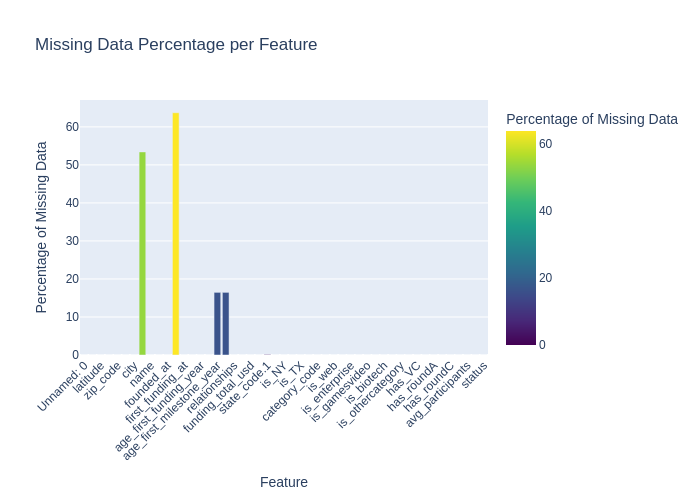 Missing Data Percentage per Feature
Percentage of Missing Data
60
50
40
30
20
10
0
Unnamed: 0
latitude
zip_code
city
name
founded_at
first_funding_at
age_first_funding_year
age_first_milestone_year
relationships
funding_total_usd
state_code.1
is_NY
is_TX
category_code
is_web
is_enterprise
is_gamesvideo
is_biotech
is_othercategory
has_VC
has_roundA
has_roundC
avg_participants
status
Feature
Percentage of Missing Data
60
40
20
0